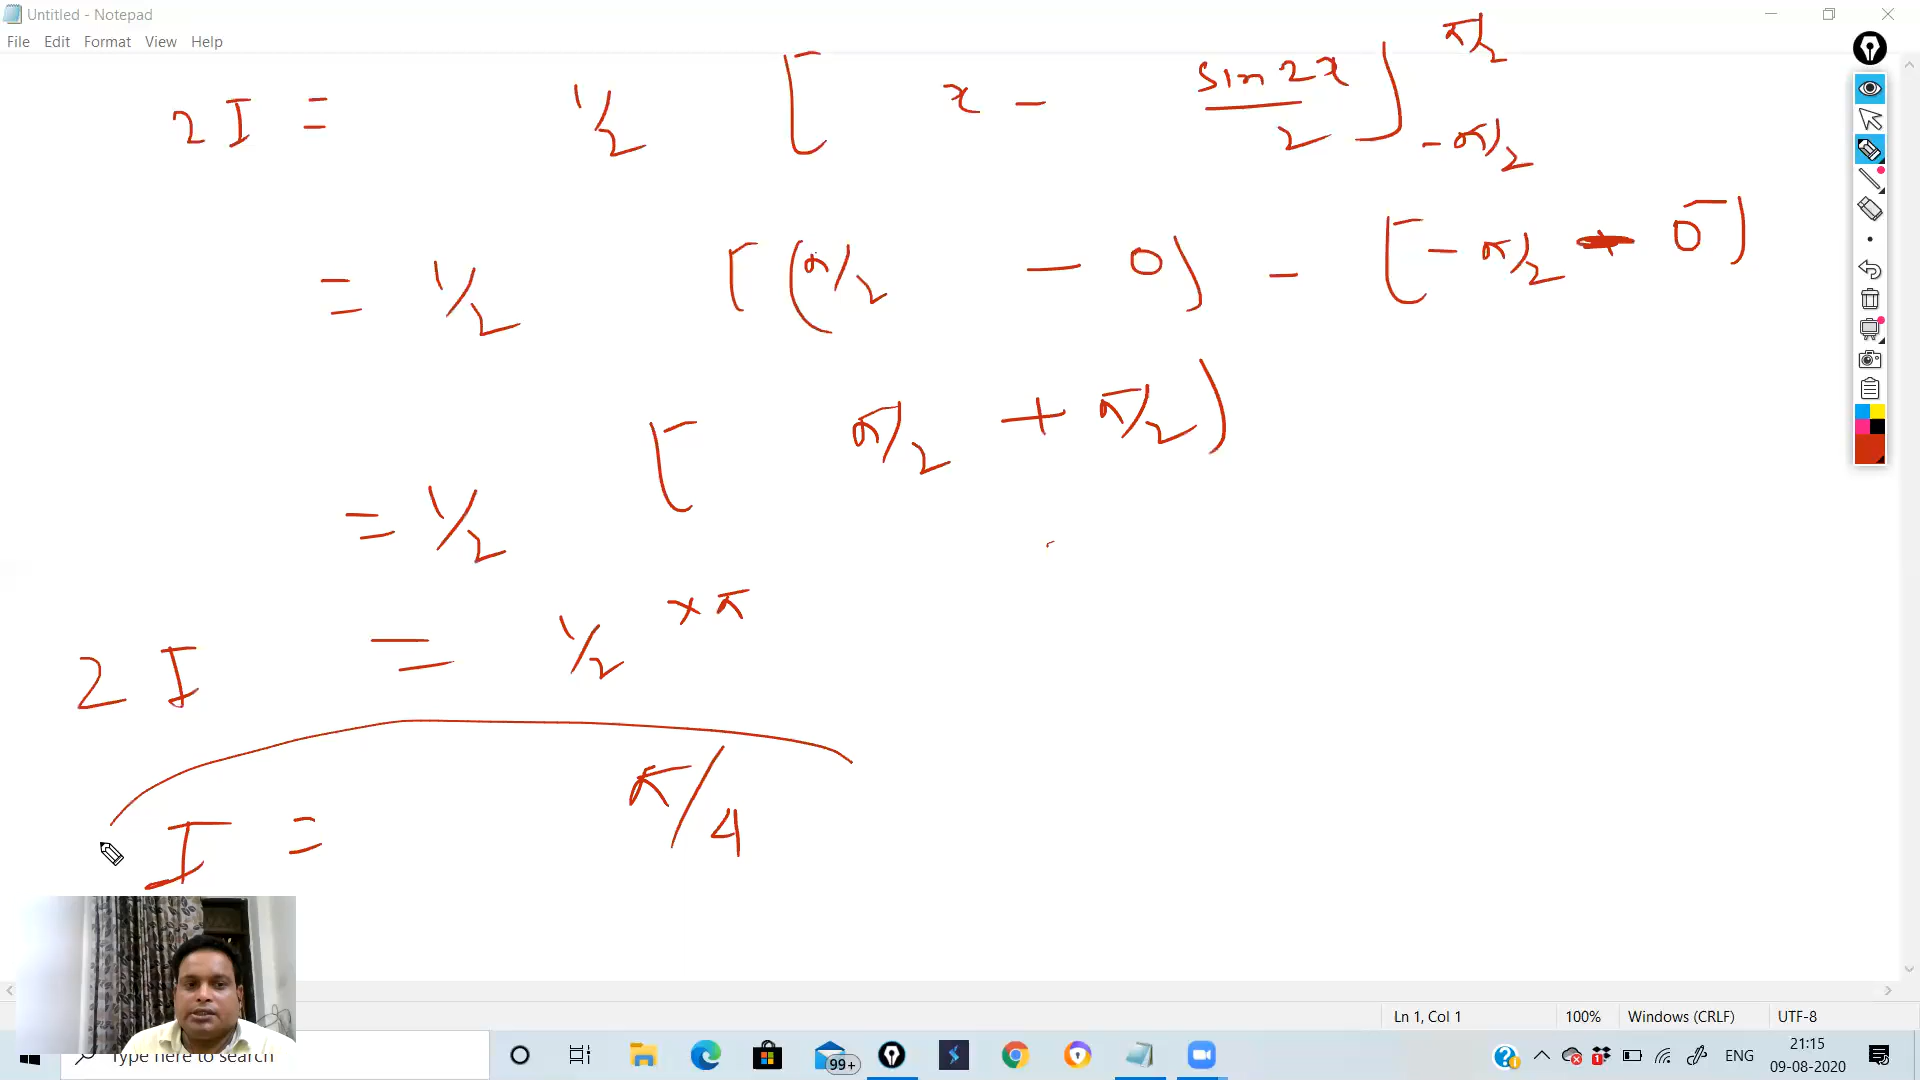 Untitled - Notepad
File Edit Format View Help
2I = 1/2 [ x - sin2x/2 ] π/2 -π/2
= 1/2 [(π/2 - 0) - [-π/2 + 0)
= 1/2 [ π/2 + π/2 )
2I = 1/2 × π
I = π/4
Ln 1, Col 1 100% Windows (CRLF) UTF-8
Type here to search
99+
ENG
21:15
09-08-2020